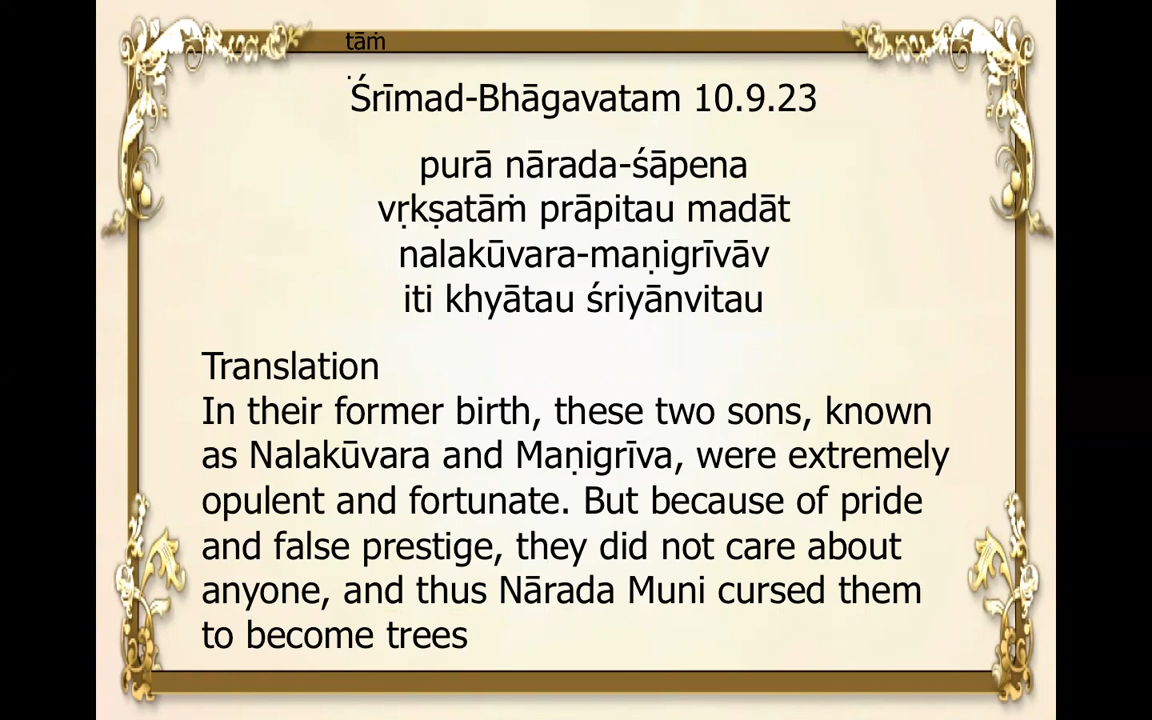 tāṁ
.
Śrīmad-Bhāgavatam 10.9.23
purā nārada-śāpena
vṛkṣatāṁ prāpitau madāt
nalakūvara-maṇigrīvāv
iti khyātau śriyānvitau
Translation
In their former birth, these two sons, known
as Nalakūvara and Maṇigrīva, were extremely
opulent and fortunate. But because of pride
and false prestige, they did not care about
anyone, and thus Nārada Muni cursed them
to become trees